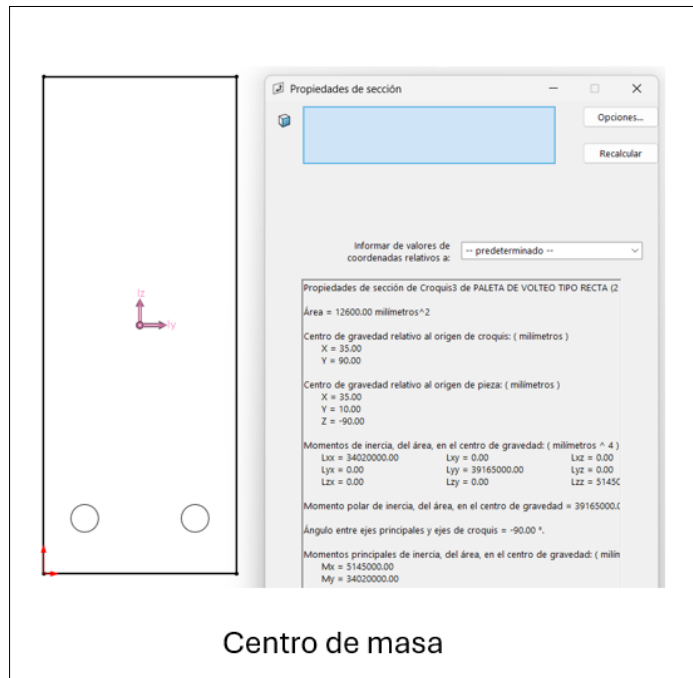 Propiedades de sección
Opciones...
Recalcular
Informar de valores de
coordenadas relativos a:
-- predeterminado --
Propiedades de sección de Croquis3 de PALETA DE VOLTEO TIPO RECTA (2
Área = 12600.00 milímetros^2
Centro de gravedad relativo al origen de croquis: ( milímetros )
X = 35.00
Y = 90.00
Centro de gravedad relativo al origen de pieza: ( milímetros )
X = 35.00
Y = 10.00
Z = -90.00
Momentos de inercia, del área, en el centro de gravedad: ( milímetros ^ 4 )
Lxx = 34020000.00 Lxy = 0.00 Lxz = 0.00
Lyx = 0.00 Lyy = 39165000.00 Lyz = 0.00
Lzx = 0.00 Lzy = 0.00 Lzz = 5145
Momento polar de inercia, del área, en el centro de gravedad = 39165000.
Ángulo entre ejes principales y ejes de croquis = -90.00 °.
Momentos principales de inercia, del área, en el centro de gravedad: ( milín
Mx = 5145000.00
My = 34020000.00
Iz
Iy
Centro de masa